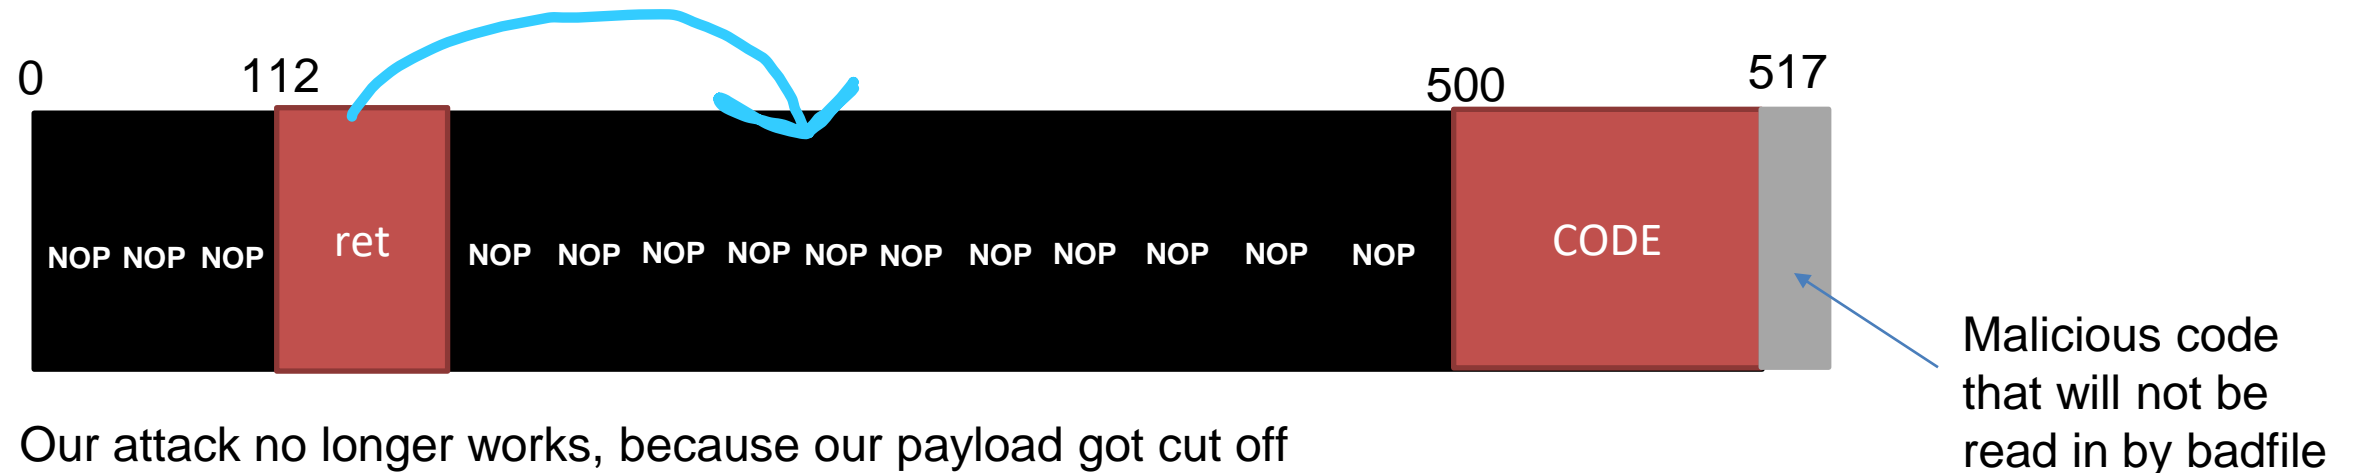 0
112
500
517
NOP NOP NOP
ret
NOP NOP NOP NOP NOP NOP NOP NOP NOP NOP NOP
CODE
Malicious code
that will not be
read in by badfile
Our attack no longer works, because our payload got cut off